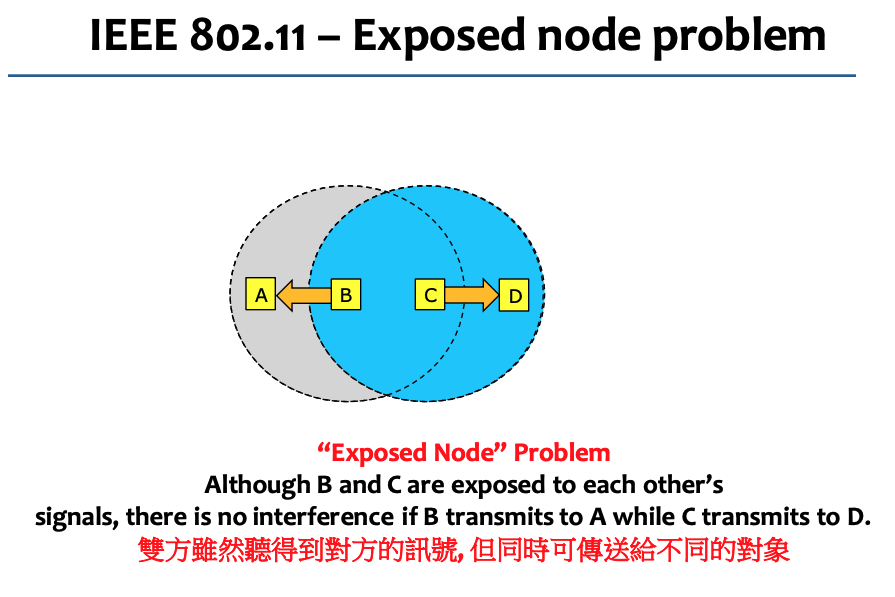 IEEE 802.11 – Exposed node problem
A B C D
“Exposed Node” Problem
Although B and C are exposed to each other’s
signals, there is no interference if B transmits to A while C transmits to D.
雙方雖然聽得到對方的訊號, 但同時可傳送給不同的對象